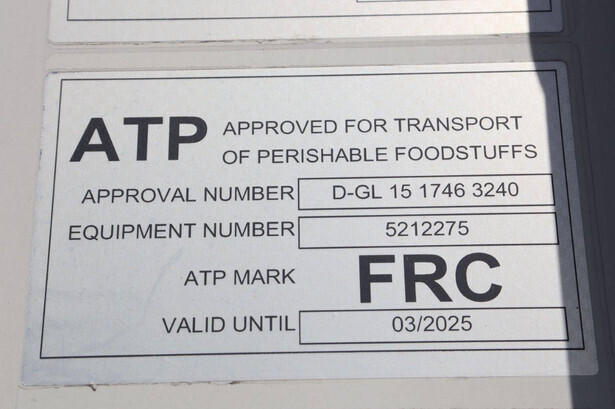 ATP APPROVED FOR TRANSPORT
OF PERISHABLE FOODSTUFFS
APPROVAL NUMBER D-GL 15 1746 3240
EQUIPMENT NUMBER 5212275
ATP MARK FRC
VALID UNTIL 03/2025